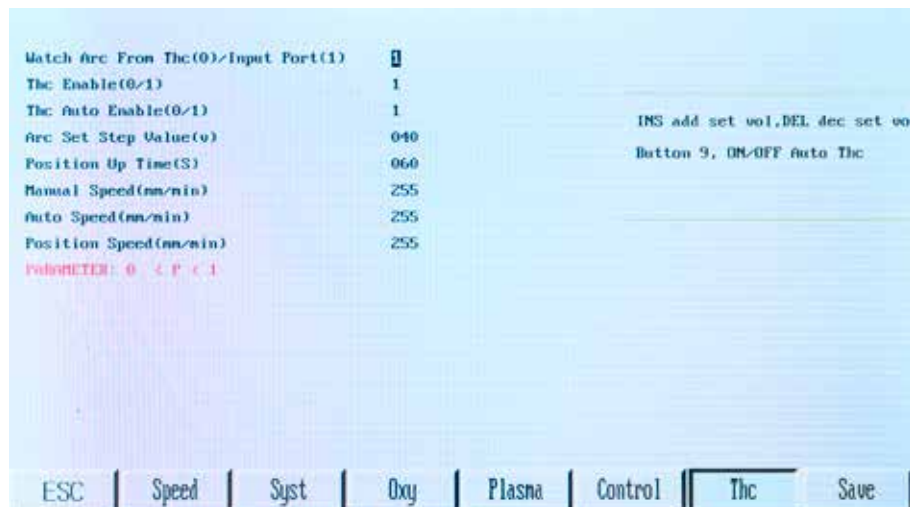 Watch Arc From Thc(0)/Input Port(1) 1
Thc Enable(0/1) 1
Thc Auto Enable(0/1) 1
Arc Set Step Value(v) 040
Position Up Time(S) 060
Manual Speed(mm/min) 255
Auto Speed(mm/min) 255
Position Speed(mm/min) 255
PARAMETER: 0 < P < 1
INS add set vol,DEL dec set vo
Button 9, ON/OFF Auto Thc
ESC Speed Syst Oxy Plasma Control Thc Save